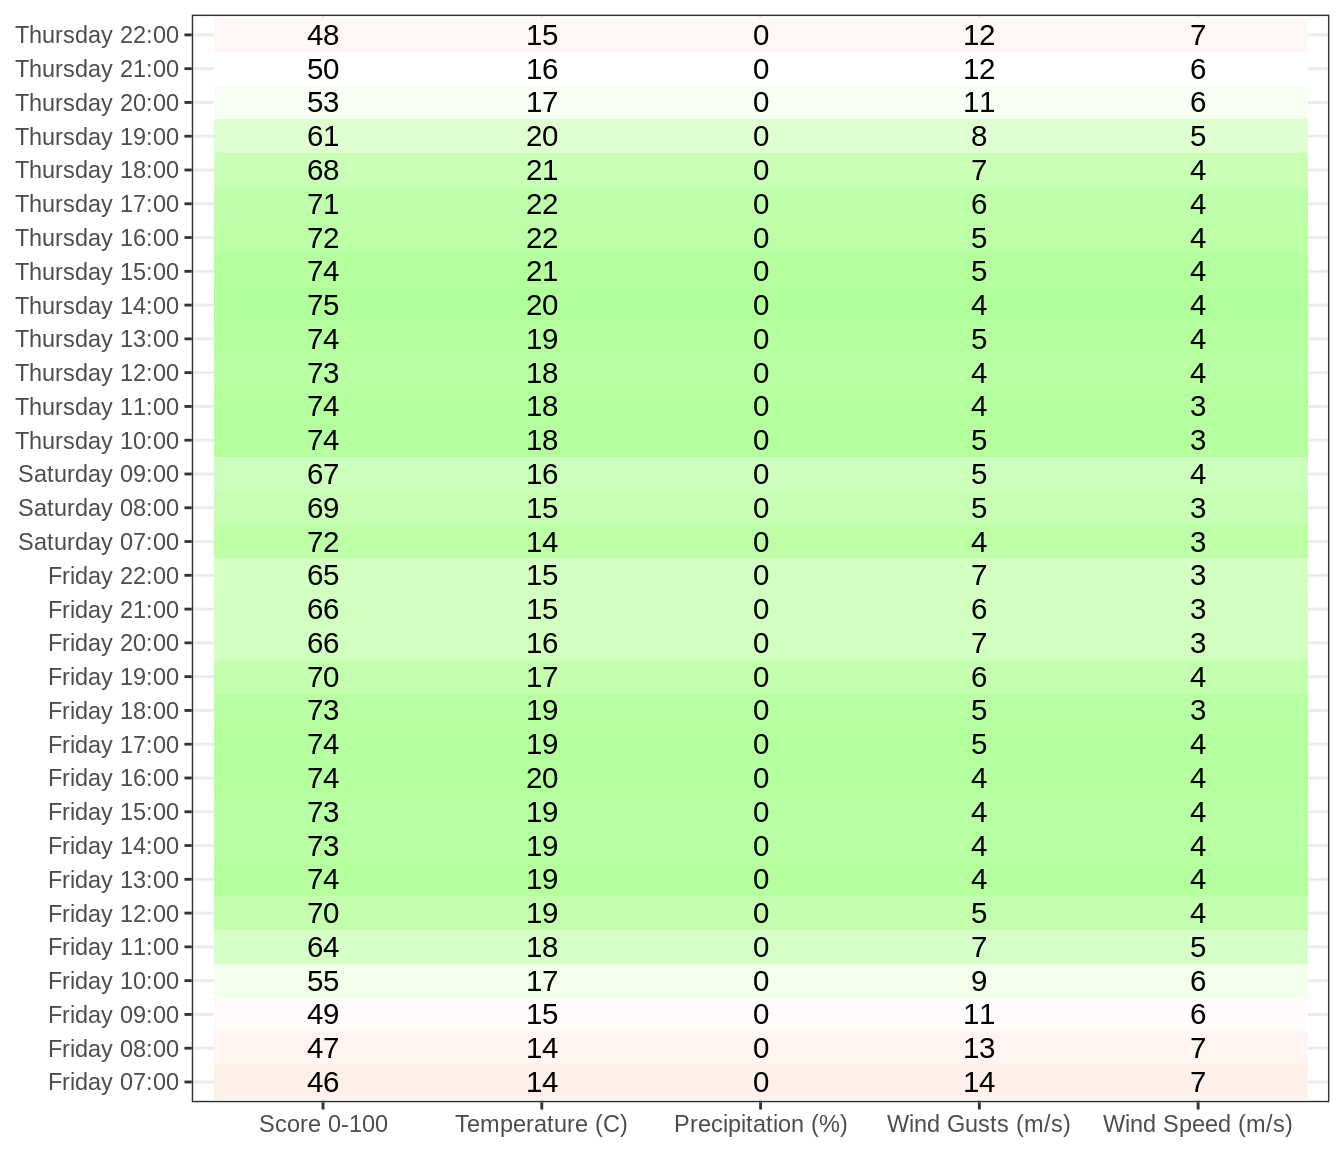 Thursday 22:00 48 15 0 12 7
Thursday 21:00 50 16 0 12 6
Thursday 20:00 53 17 0 11 6
Thursday 19:00 61 20 0 8 5
Thursday 18:00 68 21 0 7 4
Thursday 17:00 71 22 0 6 4
Thursday 16:00 72 22 0 5 4
Thursday 15:00 74 21 0 5 4
Thursday 14:00 75 20 0 4 4
Thursday 13:00 74 19 0 5 4
Thursday 12:00 73 18 0 4 4
Thursday 11:00 74 18 0 4 3
Thursday 10:00 74 18 0 5 3
Saturday 09:00 67 16 0 5 4
Saturday 08:00 69 15 0 5 3
Saturday 07:00 72 14 0 4 3
Friday 22:00 65 15 0 7 3
Friday 21:00 66 15 0 6 3
Friday 20:00 66 16 0 7 3
Friday 19:00 70 17 0 6 4
Friday 18:00 73 19 0 5 3
Friday 17:00 74 19 0 5 4
Friday 16:00 74 20 0 4 4
Friday 15:00 73 19 0 4 4
Friday 14:00 73 19 0 4 4
Friday 13:00 74 19 0 4 4
Friday 12:00 70 19 0 5 4
Friday 11:00 64 18 0 7 5
Friday 10:00 55 17 0 9 6
Friday 09:00 49 15 0 11 6
Friday 08:00 47 14 0 13 7
Friday 07:00 46 14 0 14 7
Score 0-100 Temperature (C) Precipitation (%) Wind Gusts (m/s) Wind Speed (m/s)